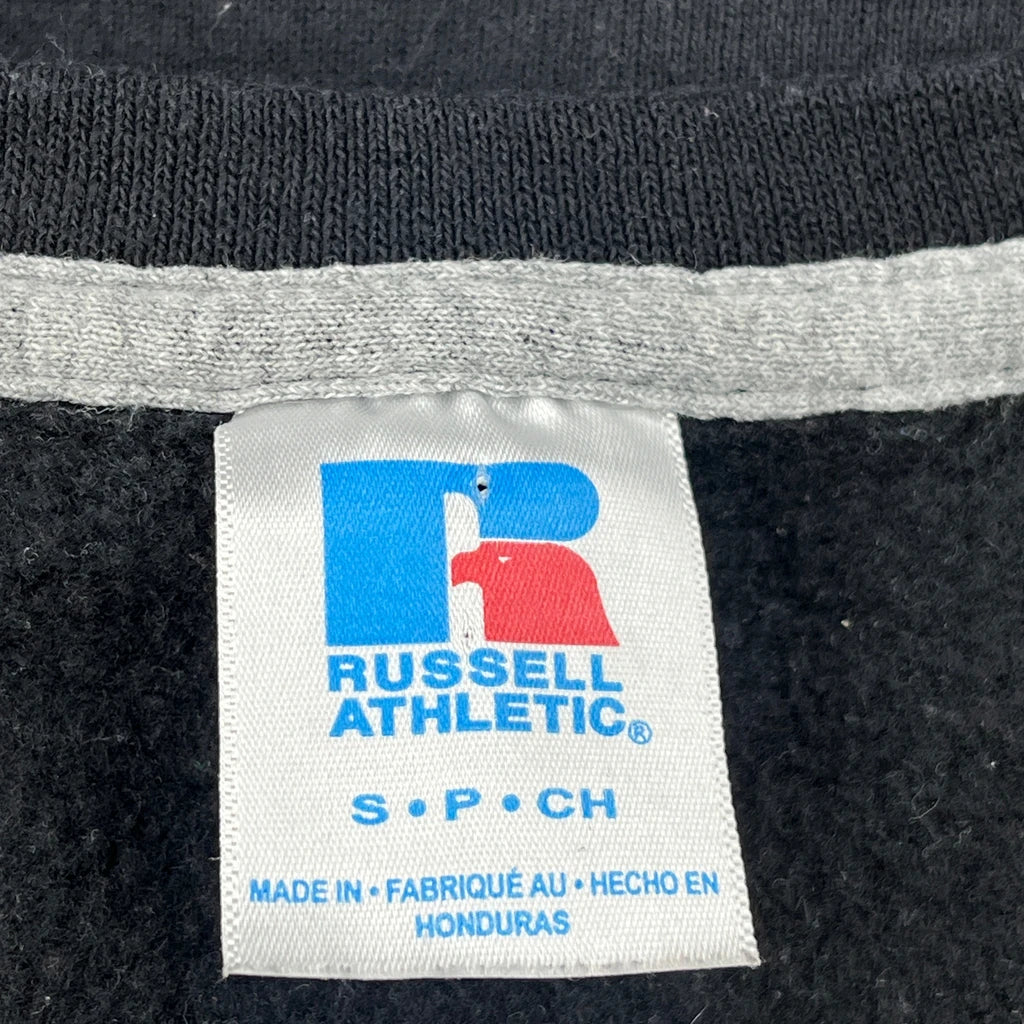 R
RUSSELL
ATHLETIC®
S • P • CH
MADE IN • FABRIQUÉ AU • HECHO EN
HONDURAS